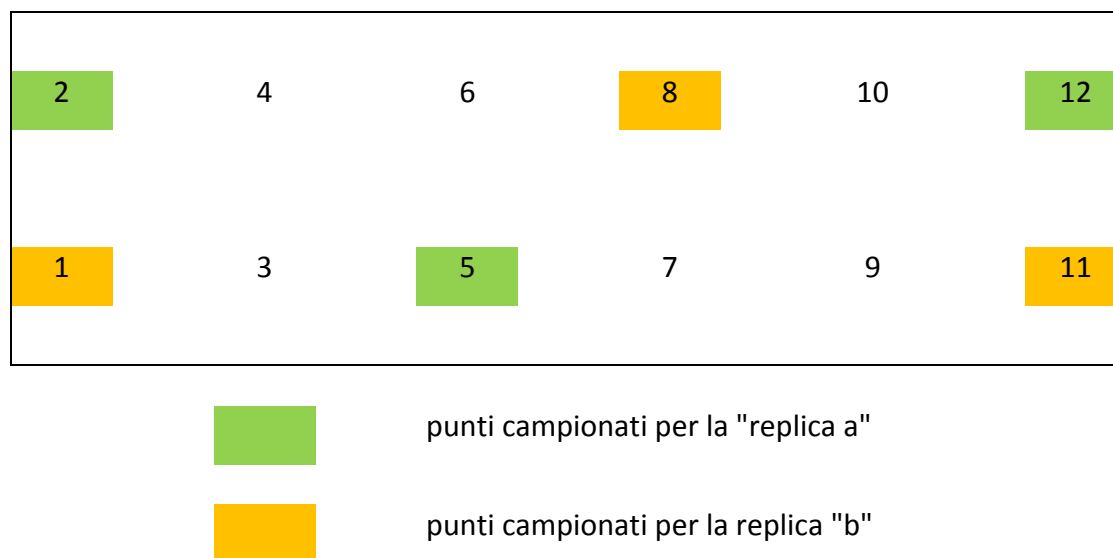 2 4 6 8 10 12
1 3 5 7 9 11
punti campionati per la "replica a"
punti campionati per la replica "b"